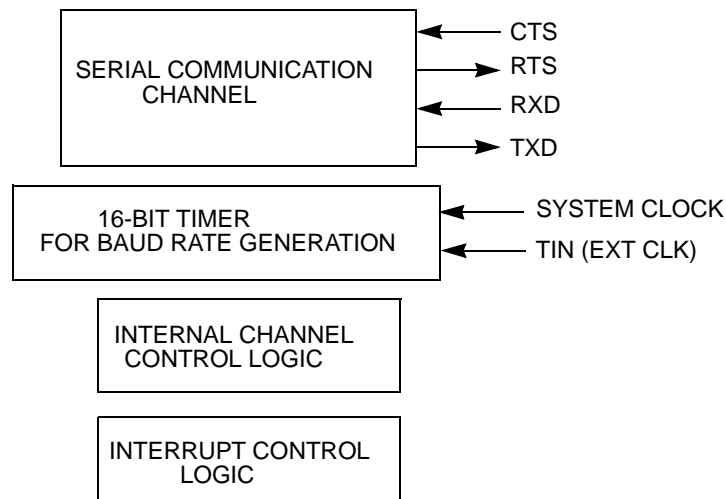 SERIAL COMMUNICATION
CHANNEL
CTS
RTS
RXD
TXD
16-BIT TIMER
FOR BAUD RATE GENERATION
SYSTEM CLOCK
TIN (EXT CLK)
INTERNAL CHANNEL
CONTROL LOGIC
INTERRUPT CONTROL
LOGIC